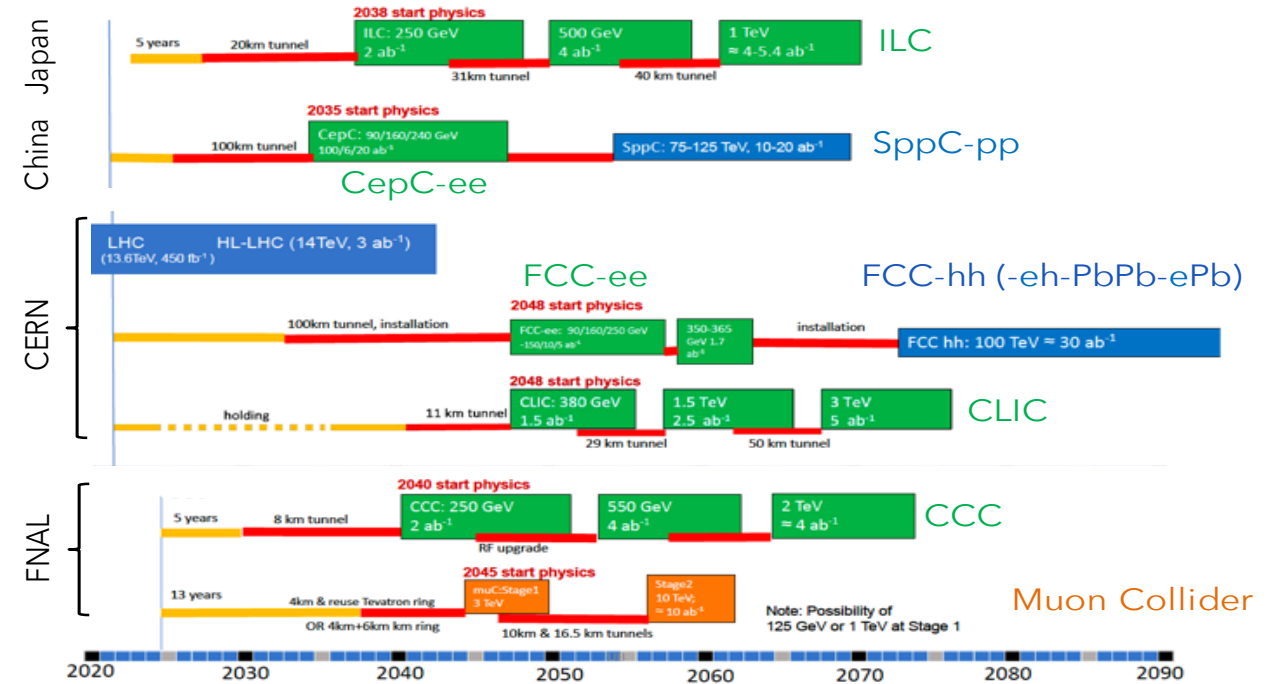 Japan
5 years
20km tunnel
2038 start physics
ILC: 250 GeV
2 ab⁻¹
31km tunnel
500 GeV
4 ab⁻¹
40 km tunnel
1 TeV
≈ 4-5.4 ab⁻¹
ILC
China
100km tunnel
2035 start physics
CepC: 90/160/240 GeV
100/6/20 ab⁻¹
CepC-ee
SppC: 75-125 TeV, 10-20 ab⁻¹
SppC-pp
CERN
LHC HL-LHC (14TeV, 3 ab⁻¹)
(13.6TeV, 450 fb⁻¹)
FCC-ee
FCC-hh (-eh-PbPb-ePb)
100km tunnel, installation
2048 start physics
FCC-ee: 90/160/250 GeV
-150/10/5 ab⁻¹
350-365
GeV 1.7
ab⁻¹
installation
FCC hh: 100 TeV ≈ 30 ab⁻¹
holding
11 km tunnel
2048 start physics
CLIC: 380 GeV
1.5 ab⁻¹
29 km tunnel
1.5 TeV
2.5 ab⁻¹
50 km tunnel
3 TeV
5 ab⁻¹
CLIC
FNAL
5 years
8 km tunnel
2040 start physics
CCC: 250 GeV
2 ab⁻¹
RF upgrade
550 GeV
4 ab⁻¹
2 TeV
≈ 4 ab⁻¹
CCC
13 years
4km & reuse Tevatron ring
OR 4km+6km km ring
2045 start physics
muC:Stage1
3 TeV
10km & 16.5 km tunnels
Stage2
10 TeV;
≈ 10 ab⁻¹
Note: Possibility of
125 GeV or 1 TeV at Stage 1
Muon Collider
2020 2030 2040 2050 2060 2070 2080 2090